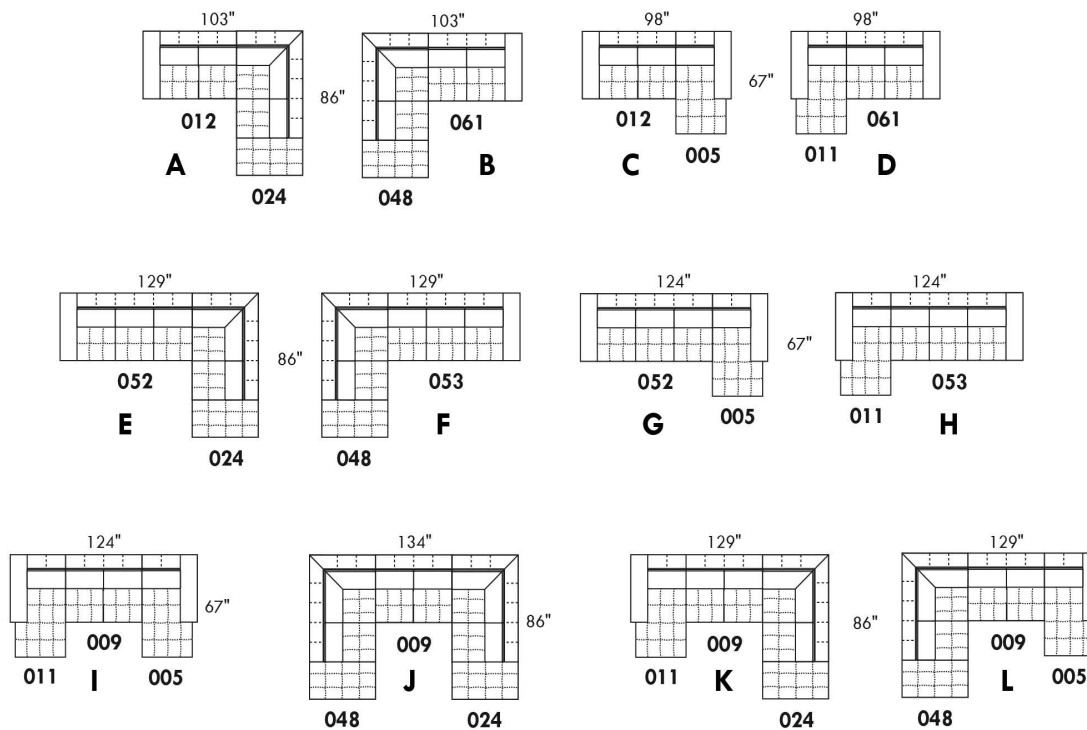 103" 103" 98" 98"
86" 67"
012 061 012 061
A B C 005 011 D
024 048
129" 129" 124" 124"
86" 67"
052 053 052 053
E F G 005 011 H
024 048
124" 134" 129" 129"
67" 86" 86"
009 009 009 009
011 I 005 J 011 K L 005
048 024 024 048